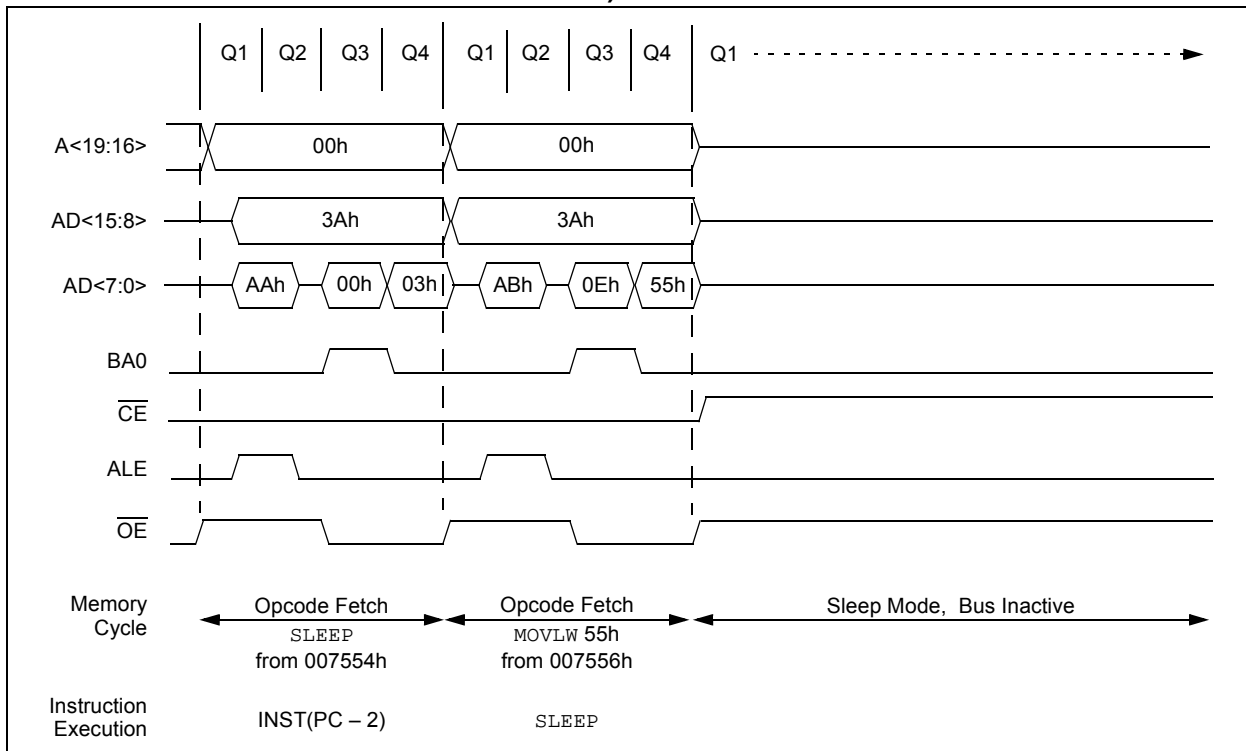 Q1 Q2 Q3 Q4 Q1 Q2 Q3 Q4 Q1
A<19:16> 00h 00h
AD<15:8> 3Ah 3Ah
AD<7:0> AAh 00h 03h ABh 0Eh 55h
BA0
CE
ALE
OE
Memory Cycle
Opcode Fetch
SLEEP
from 007554h
Opcode Fetch
MOVLW 55h
from 007556h
Sleep Mode, Bus Inactive
Instruction Execution
INST(PC – 2)
SLEEP